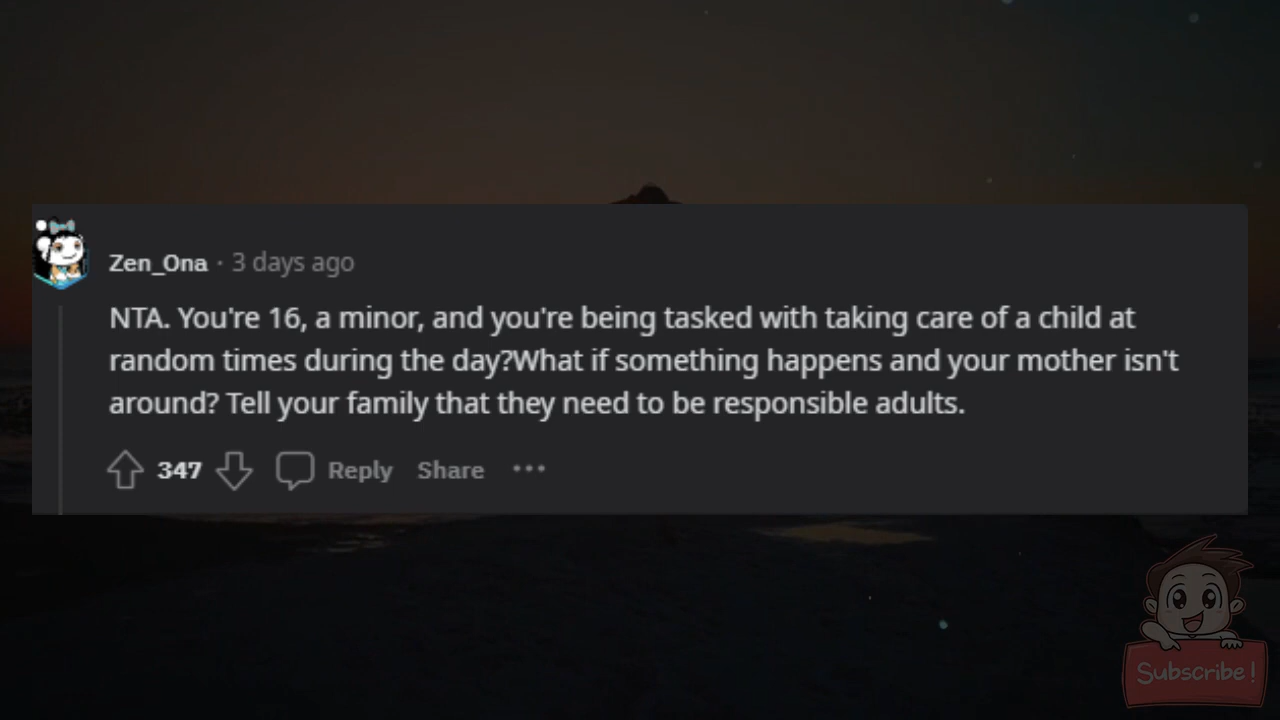 Zen_Ona · 3 days ago
NTA. You're 16, a minor, and you're being tasked with taking care of a child at
random times during the day?What if something happens and your mother isn't
around? Tell your family that they need to be responsible adults.
347 Reply Share ···
Subscribe!